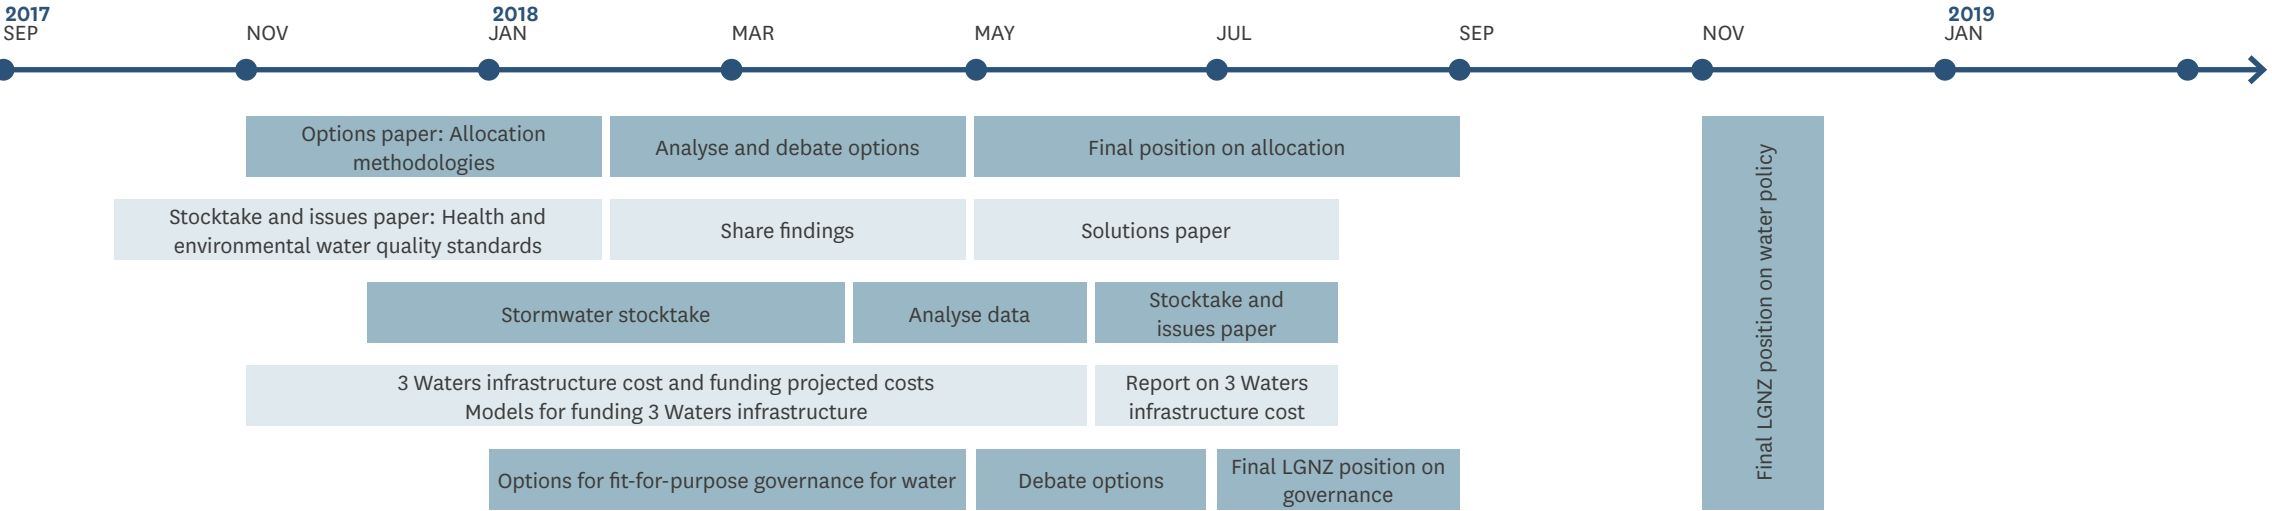 2017
SEP
NOV
2018
JAN
MAR
MAY
JUL
SEP
NOV
2019
JAN
Options paper: Allocation
methodologies
Analyse and debate options
Final position on allocation
Stocktake and issues paper: Health and
environmental water quality standards
Share findings
Solutions paper
Stormwater stocktake
Analyse data
Stocktake and
issues paper
3 Waters infrastructure cost and funding projected costs
Models for funding 3 Waters infrastructure
Report on 3 Waters
infrastructure cost
Options for fit-for-purpose governance for water
Debate options
Final LGNZ position on
governance
Final LGNZ position on water policy